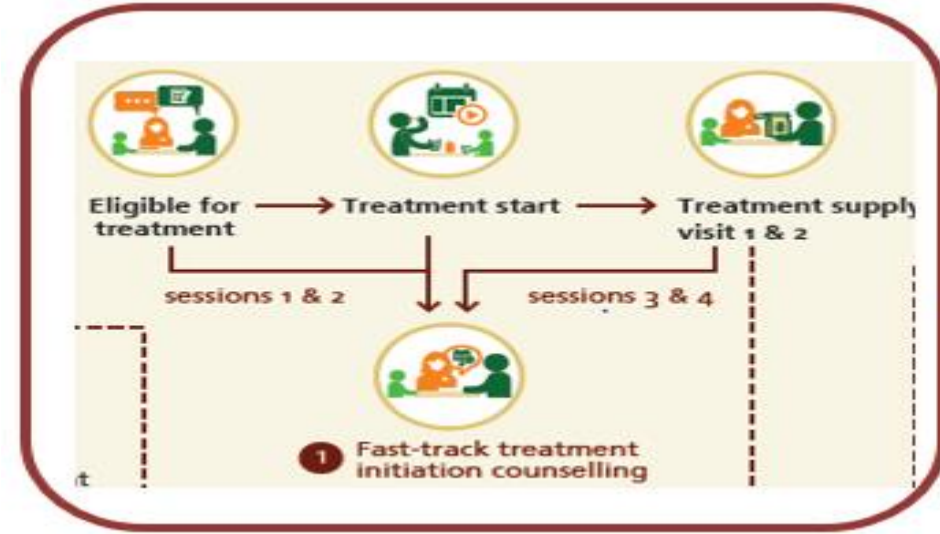 Eligible for
treatment
Treatment start
Treatment supply
visit 1 & 2
sessions 1 & 2
sessions 3 & 4
1
Fast-track treatment
initiation counselling